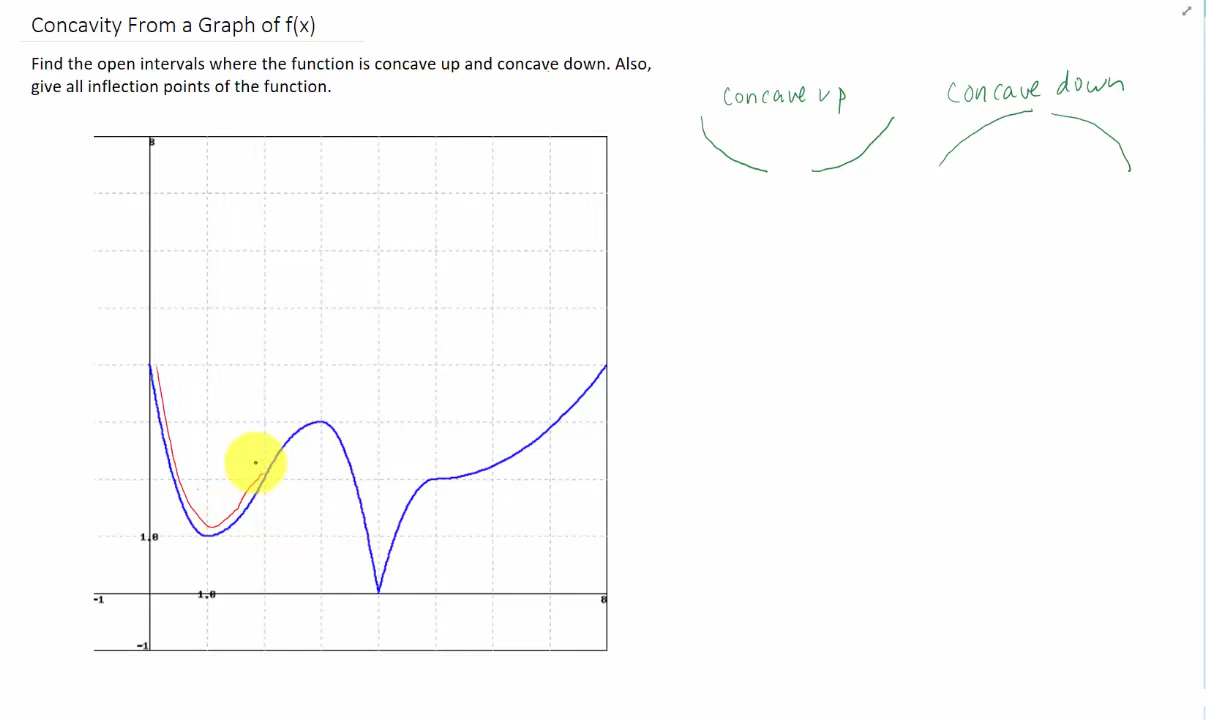 Concavity From a Graph of f(x)
Find the open intervals where the function is concave up and concave down. Also,
give all inflection points of the function.
concave up
concave down
8
1.0
1.0
-1
8
-1